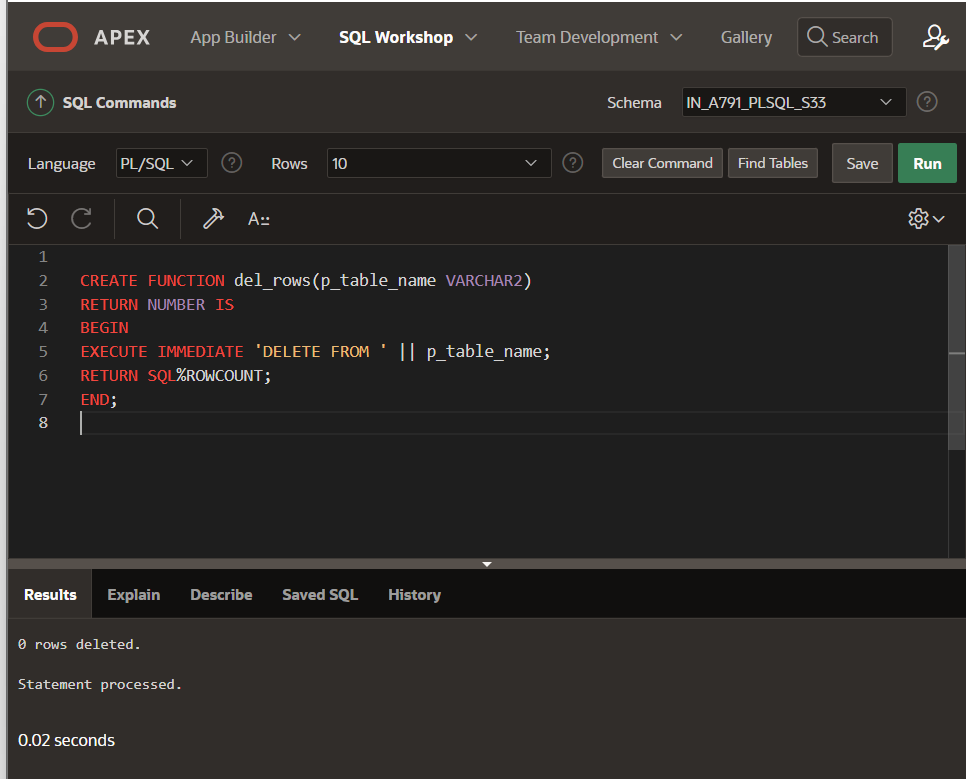 APEX App Builder SQL Workshop Team Development Gallery Search
SQL Commands Schema IN_A791_PLSQL_S33 ?
Language PL/SQL ? Rows 10 ? Clear Command Find Tables Save Run
A::
1
2 CREATE FUNCTION del_rows(p_table_name VARCHAR2)
3 RETURN NUMBER IS
4 BEGIN
5 EXECUTE IMMEDIATE 'DELETE FROM ' || p_table_name;
6 RETURN SQL%ROWCOUNT;
7 END;
8
Results Explain Describe Saved SQL History
0 rows deleted.
Statement processed.
0.02 seconds